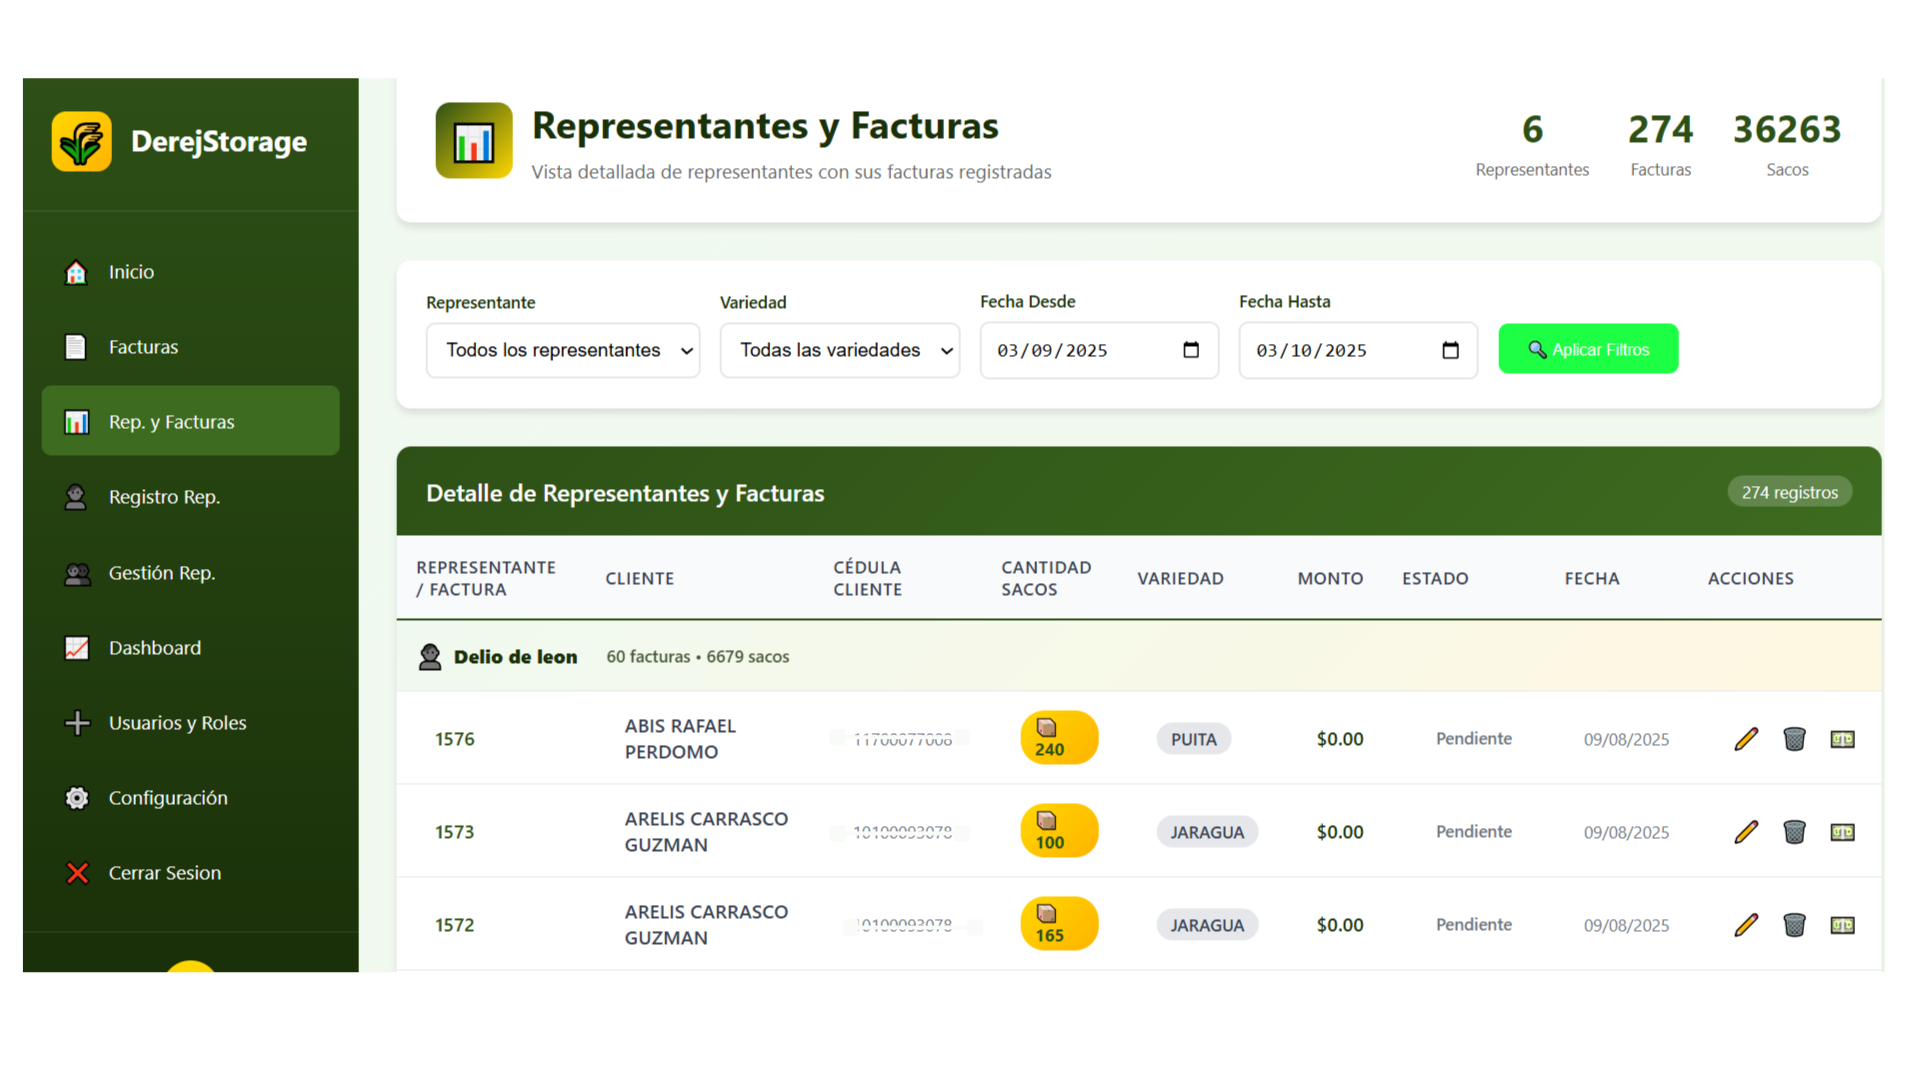 DerejStorage
Inicio
Facturas
Rep. y Facturas
Registro Rep.
Gestión Rep.
Dashboard
Usuarios y Roles
Configuración
Cerrar Sesion
Representantes y Facturas
Vista detallada de representantes con sus facturas registradas
6
Representantes
274
Facturas
36263
Sacos
Representante
Todos los representantes
Variedad
Todas las variedades
Fecha Desde
03/09/2025
Fecha Hasta
03/10/2025
Aplicar Filtros
Detalle de Representantes y Facturas
274 registros
REPRESENTANTE
/ FACTURA
CLIENTE
CÉDULA
CLIENTE
CANTIDAD
SACOS
VARIEDAD
MONTO
ESTADO
FECHA
ACCIONES
Delio de leon
60 facturas • 6679 sacos
1576
ABIS RAFAEL
PERDOMO
240
PUITA
$0.00
Pendiente
09/08/2025
1573
ARELIS CARRASCO
GUZMAN
100
JARAGUA
$0.00
Pendiente
09/08/2025
1572
ARELIS CARRASCO
GUZMAN
165
JARAGUA
$0.00
Pendiente
09/08/2025